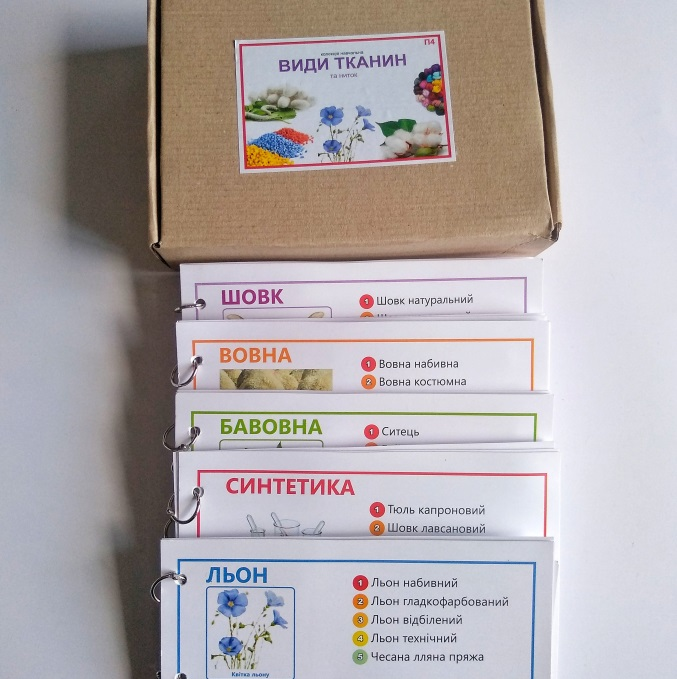 П4
колекція навчальна
ВИДИ ТКАНИН
та ниток
ШОВК
1 Шовк натуральний
ВОВНА
1 Вовна набивна
2 Вовна костюмна
БАВОВНА
1 Ситець
СИНТЕТИКА
1 Тюль капроновий
2 Шовк лавсановий
ЛЬОН
1 Льон набивний
2 Льон гладкофарбований
3 Льон відбілений
4 Льон технічний
5 Чесана лляна пряжа
Квітка льону